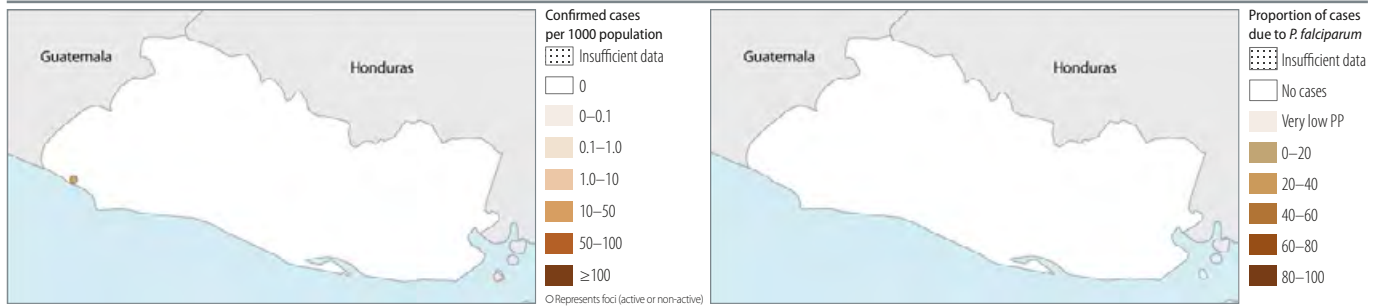 Guatemala
Honduras
Confirmed cases
per 1000 population
Insufficient data
0
0–0.1
0.1–1.0
1.0–10
10–50
50–100
≥100
O Represents foci (active or non-active)
Guatemala
Honduras
Proportion of cases
due to P. falciparum
Insufficient data
No cases
Very low PP
0–20
20–40
40–60
60–80
80–100